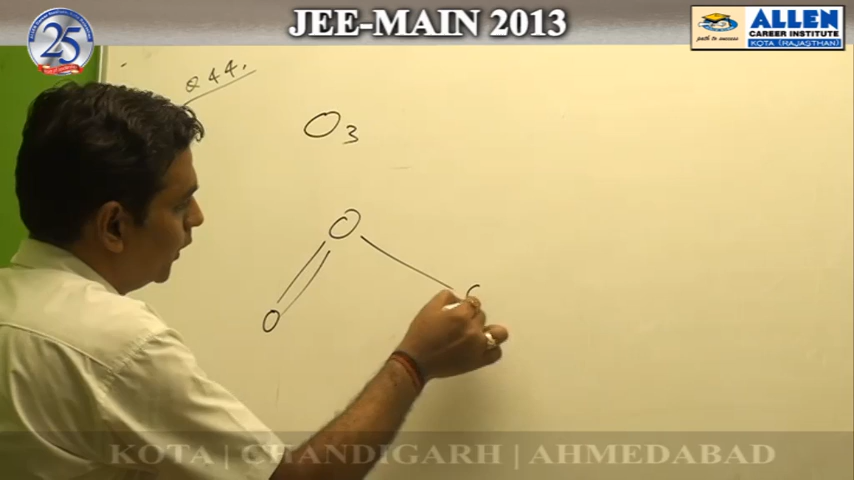 JEE-MAIN 2013
25
path to success
ALLEN
CAREER INSTITUTE
KOTA (RAJASTHAN)
Q 44.
O3
O
O
KOTA | CHANDIGARH | AHMEDABAD